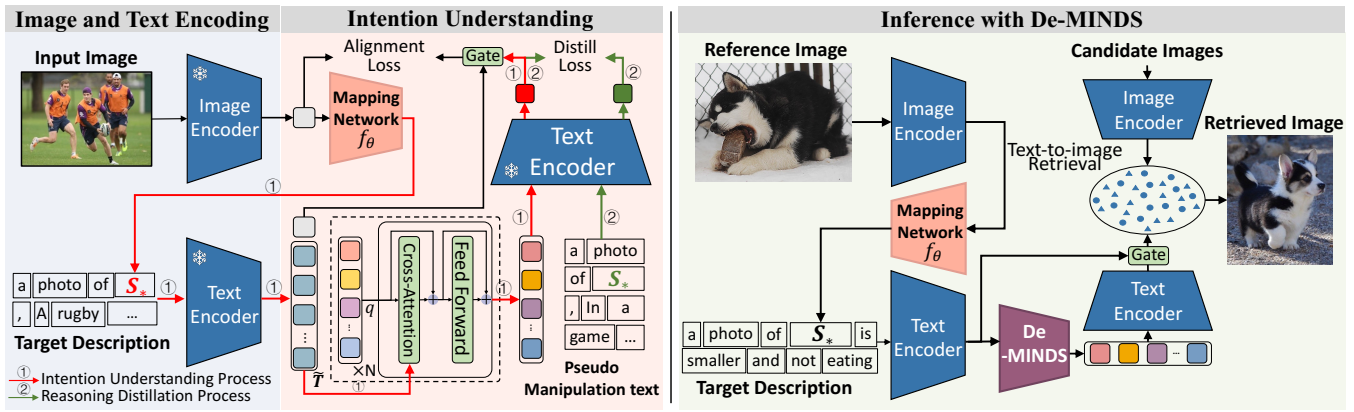 Image and Text Encoding
Input Image
Image
Encoder
①
a photo of S*
, A rugby ...
Target Description
①
Text
Encoder
①
① Intention Understanding Process
② Reasoning Distillation Process
Intention Understanding
Alignment
Loss
Gate
① ②
Distill
Loss
②
Mapping
Network
fθ
Text
Encoder
①
②
q
Cross-Attention
Feed Forward
①
×N
T̃
①
a photo
of S*
, In a
game ...
Pseudo
Manipulation text
Inference with De-MINDS
Reference Image
Image
Encoder
Mapping
Network
fθ
a photo of S* is
smaller and not eating
Target Description
Text
Encoder
De
-MINDS
Text
Encoder
Gate
Text-to-image
Retrieval
Candidate Images
Image
Encoder
Retrieved Image